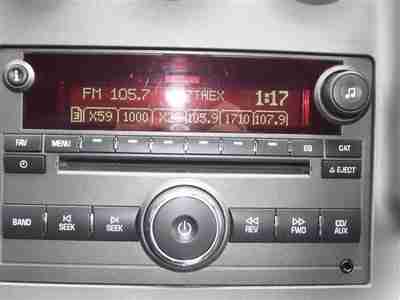 FM 105.7
1:17
3 X59 1000 105.9 1710 107.9
FAV MENU EQ CAT
EJECT
BAND SEEK SEEK REV FWD CD/AUX